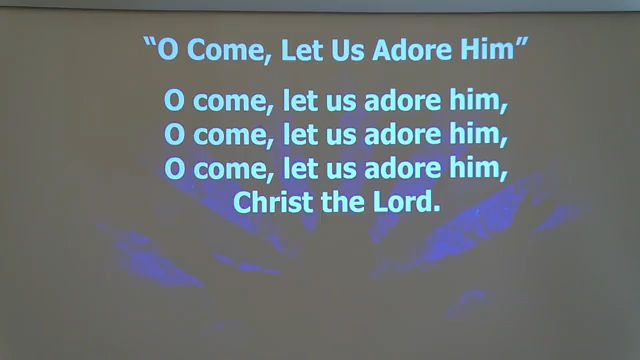 “O Come, Let Us Adore Him”
O come, let us adore him,
O come, let us adore him,
O come, let us adore him,
Christ the Lord.